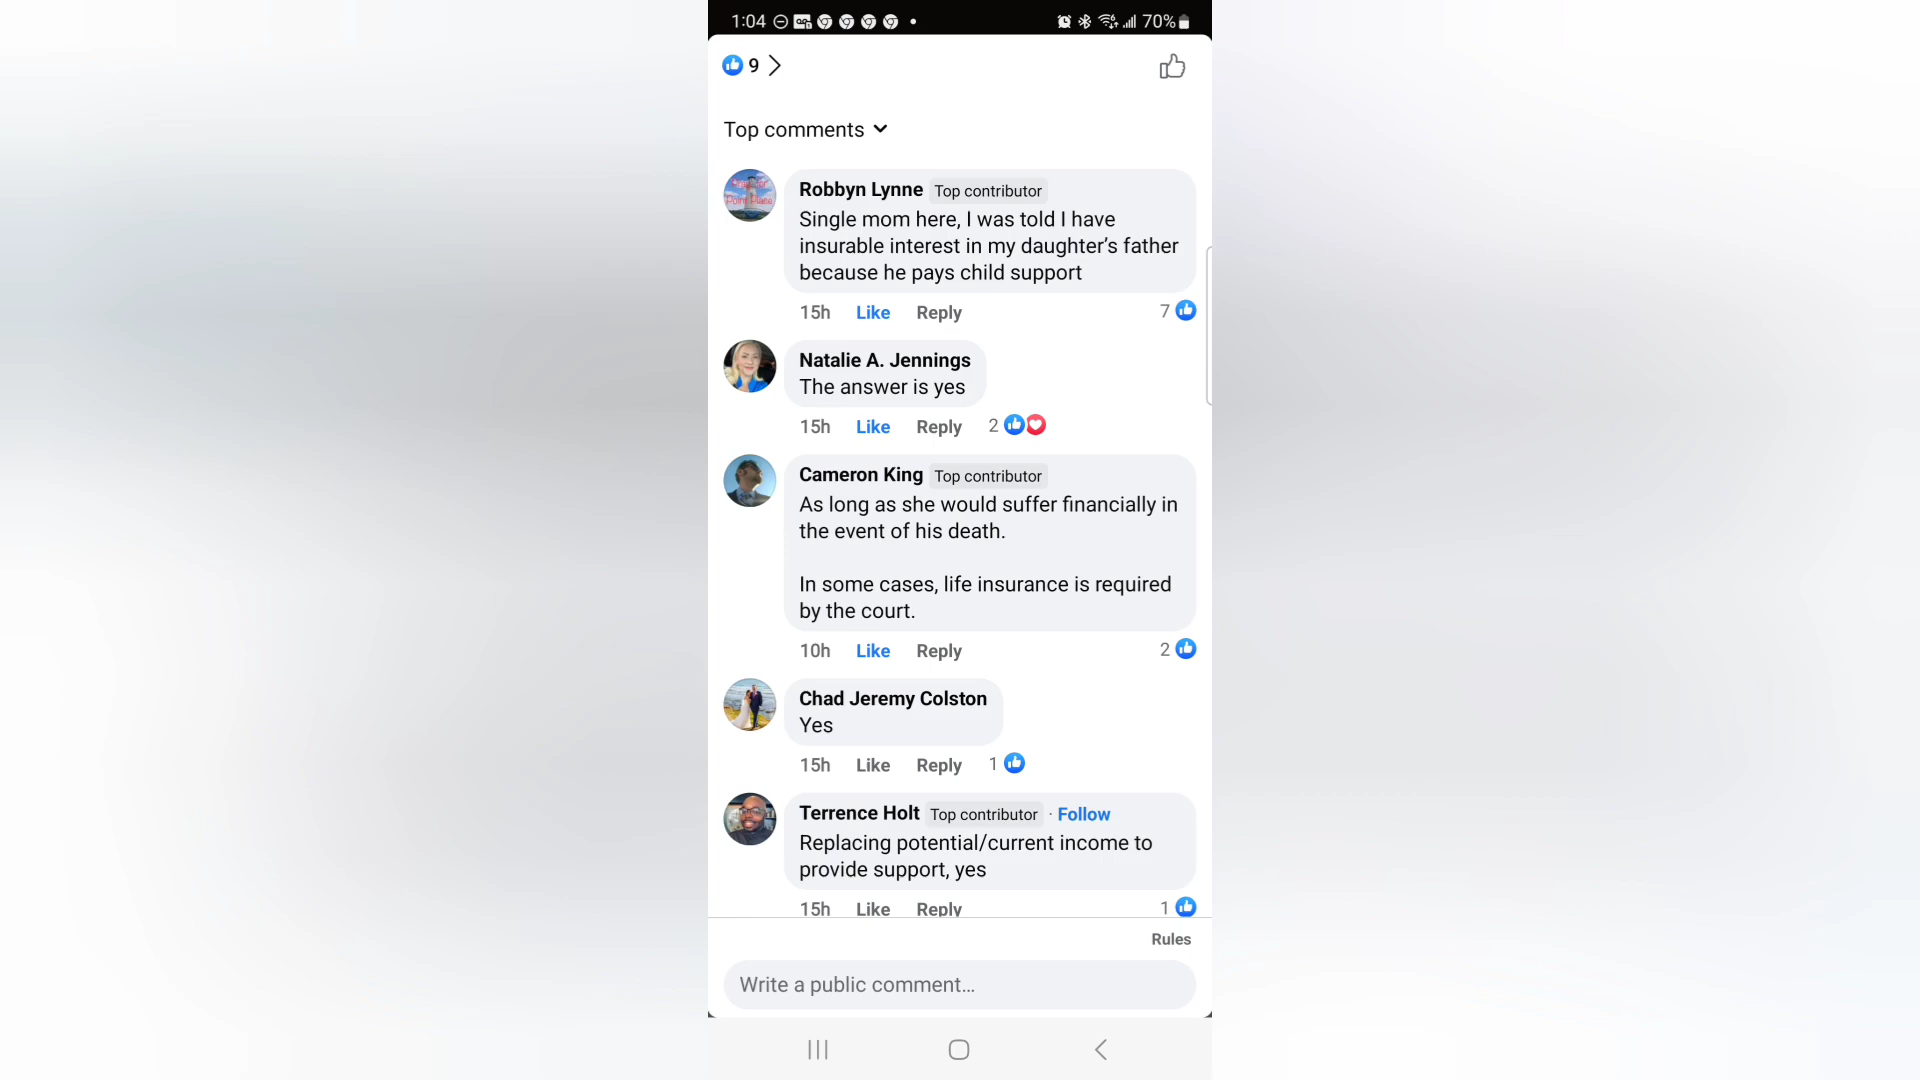 1:04 70%
9
Top comments
Robbyn Lynne Top contributor
Single mom here, I was told I have
insurable interest in my daughter’s father
because he pays child support
15h Like Reply 7
Natalie A. Jennings
The answer is yes
15h Like Reply 2
Cameron King Top contributor
As long as she would suffer financially in
the event of his death.
In some cases, life insurance is required
by the court.
10h Like Reply 2
Chad Jeremy Colston
Yes
15h Like Reply 1
Terrence Holt Top contributor · Follow
Replacing potential/current income to
provide support, yes
15h Like Reply 1
Rules
Write a public comment...